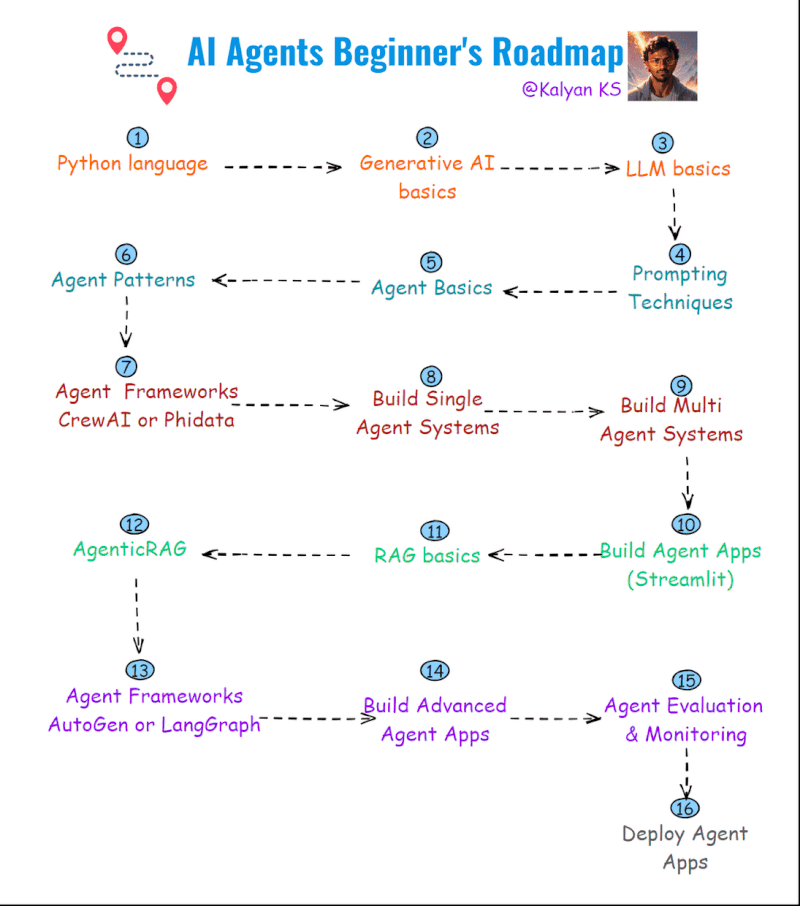 AI Agents Beginner's Roadmap
@Kalyan KS
1
Python language
2
Generative AI
basics
3
LLM basics
4
Prompting
Techniques
5
Agent Basics
6
Agent Patterns
7
Agent Frameworks
CrewAI or Phidata
8
Build Single
Agent Systems
9
Build Multi
Agent Systems
10
Build Agent Apps
(Streamlit)
11
RAG basics
12
AgenticRAG
13
Agent Frameworks
AutoGen or LangGraph
14
Build Advanced
Agent Apps
15
Agent Evaluation
& Monitoring
16
Deploy Agent
Apps